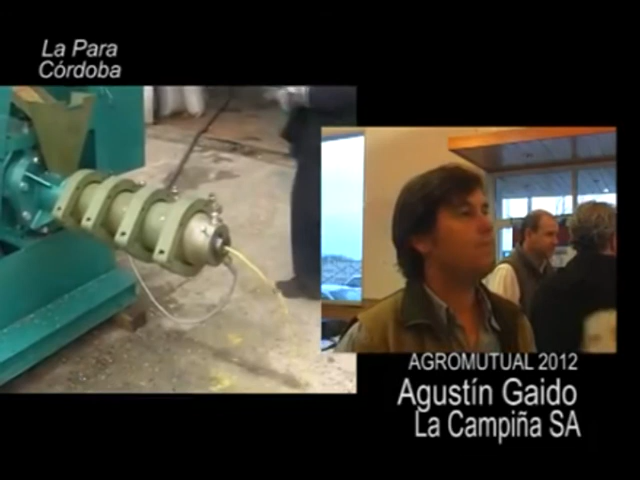 La Para
Córdoba
AGROMUTUAL 2012
Agustín Gaido
La Campiña SA